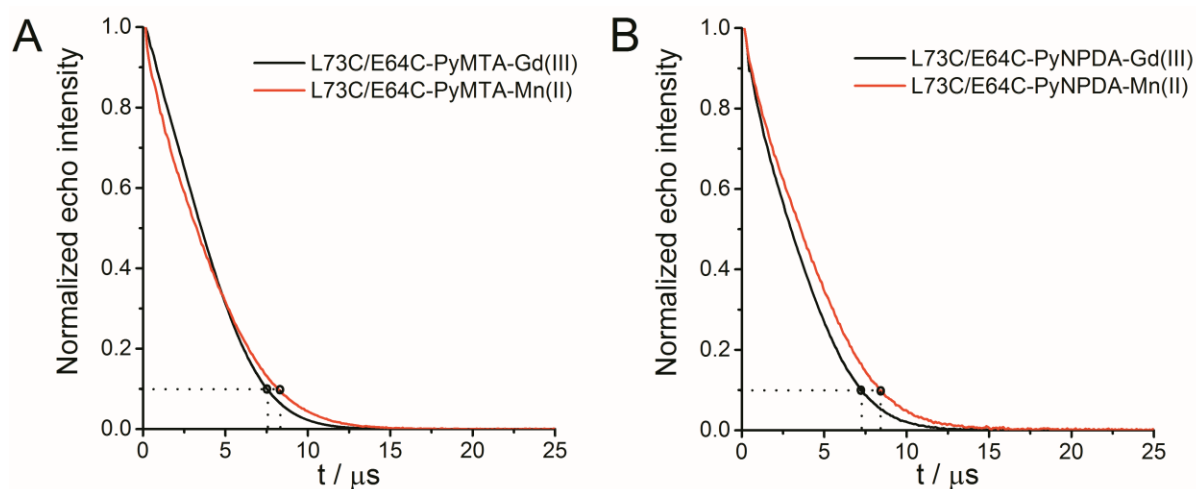 A
L73C/E64C-PyMTA-Gd(III)
L73C/E64C-PyMTA-Mn(II)
Normalized echo intensity
1.0
0.8
0.6
0.4
0.2
0.0
0 5 10 15 20 25
t / μs
B
L73C/E64C-PyNPDA-Gd(III)
L73C/E64C-PyNPDA-Mn(II)
Normalized echo intensity
1.0
0.8
0.6
0.4
0.2
0.0
0 5 10 15 20 25
t / μs